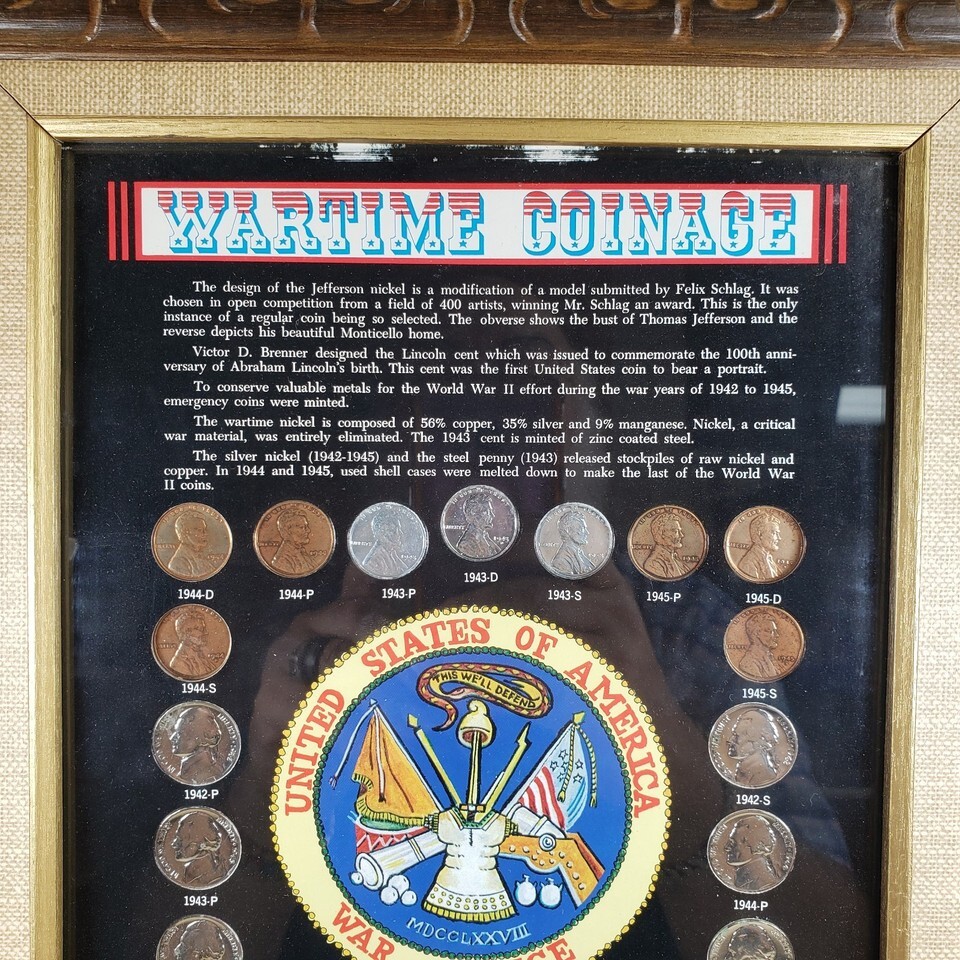 WARTIME COINAGE
The design of the Jefferson nickel is a modification of a model submitted by Felix Schlag. It was
chosen in open competition from a field of 400 artists, winning Mr. Schlag an award. This is the only
instance of a regular coin being so selected. The obverse shows the bust of Thomas Jefferson and the
reverse depicts his beautiful Monticello home.
Victor D. Brenner designed the Lincoln cent which was issued to commemorate the 100th anni-
versary of Abraham Lincoln's birth. This cent was the first United States coin to bear a portrait.
To conserve valuable metals for the World War II effort during the war years of 1942 to 1945,
emergency coins were minted.
The wartime nickel is composed of 56% copper, 35% silver and 9% manganese. Nickel, a critical
war material, was entirely eliminated. The 1943 cent is minted of zinc coated steel.
The silver nickel (1942-1945) and the steel penny (1943) released stockpiles of raw nickel and
copper. In 1944 and 1945, used shell cases were melted down to make the last of the World War
II coins.
1944-D 1944-P 1943-P 1943-D 1943-S 1945-P 1945-D
1944-S 1945-S
UNITED STATES OF AMERICA
THIS WE'LL DEFEND
1942-P 1942-S
1943-P 1944-P
MDCCLXXVIII
WAR